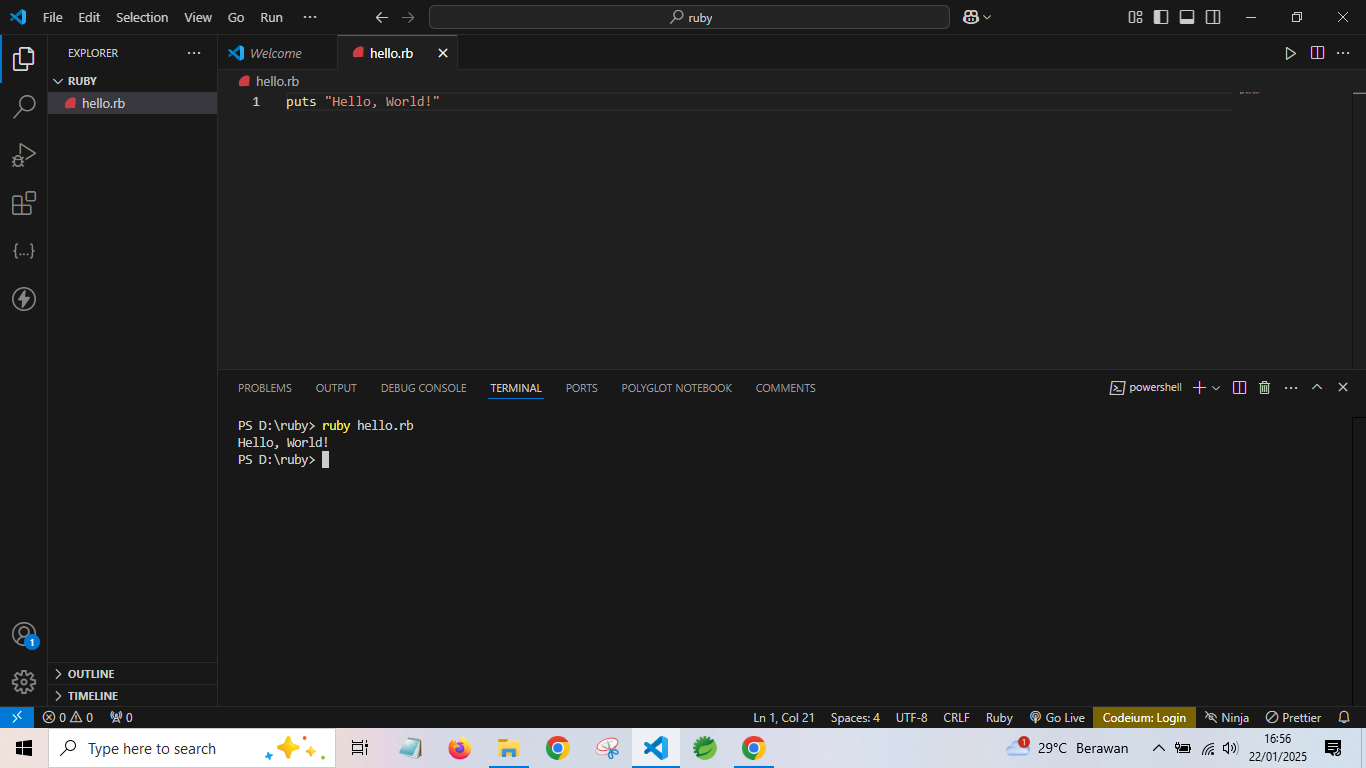 File Edit Selection View Go Run ··· ruby
EXPLORER ···
RUBY
hello.rb
Welcome
hello.rb
hello.rb
1 puts "Hello, World!"
PROBLEMS OUTPUT DEBUG CONSOLE TERMINAL PORTS POLYGLOT NOTEBOOK COMMENTS
powershell
PS D:\ruby> ruby hello.rb
Hello, World!
PS D:\ruby>
1
OUTLINE
TIMELINE
0 0 0
Ln 1, Col 21 Spaces: 4 UTF-8 CRLF Ruby Go Live Codeium: Login Ninja Prettier
Type here to search
1
29°C Berawan
16:56
22/01/2025